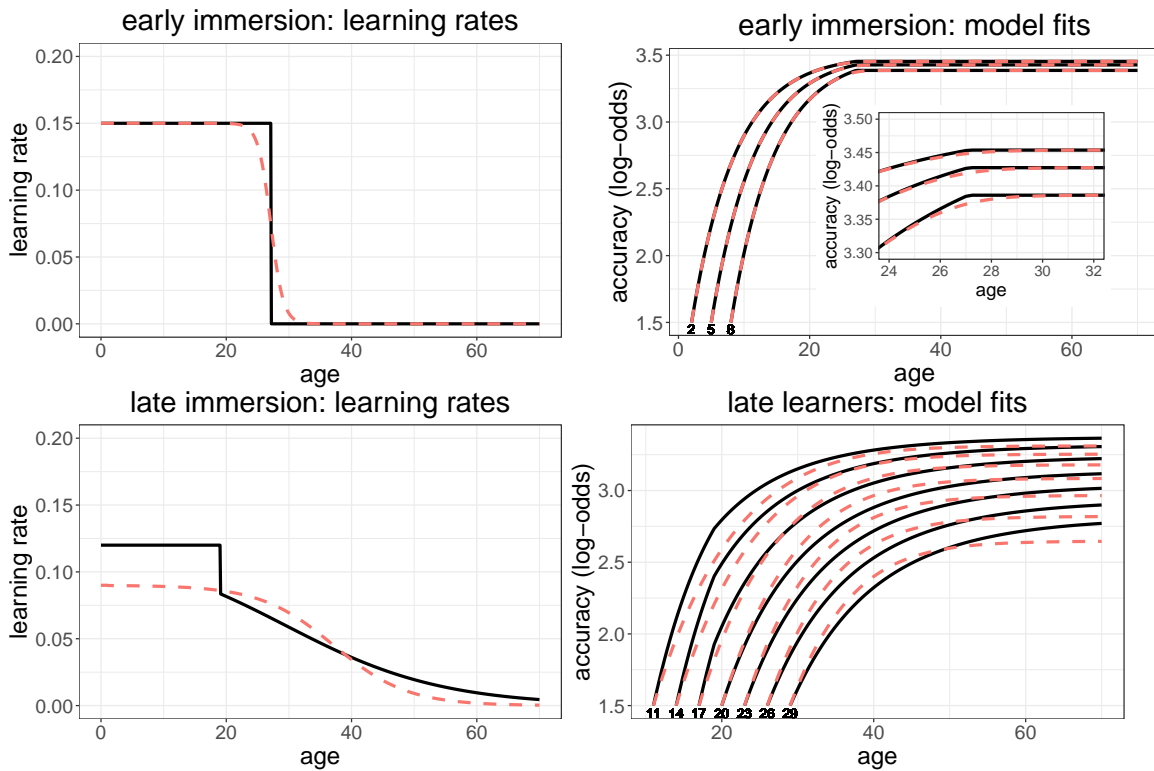 early immersion: learning rates
0.20
0.15
0.10
0.05
0.00
learning rate
0 20 40 60
age
early immersion: model fits
3.5
3.0
2.5
2.0
1.5
accuracy (log−odds)
2 5 8
0 20 40 60
age
3.50
3.45
3.40
3.35
3.30
accuracy (log−odds)
24 26 28 30 32
age
late immersion: learning rates
0.20
0.15
0.10
0.05
0.00
learning rate
0 20 40 60
age
late learners: model fits
3.0
2.5
2.0
1.5
accuracy (log−odds)
11 14 17 20 23 26 29
20 40 60
age